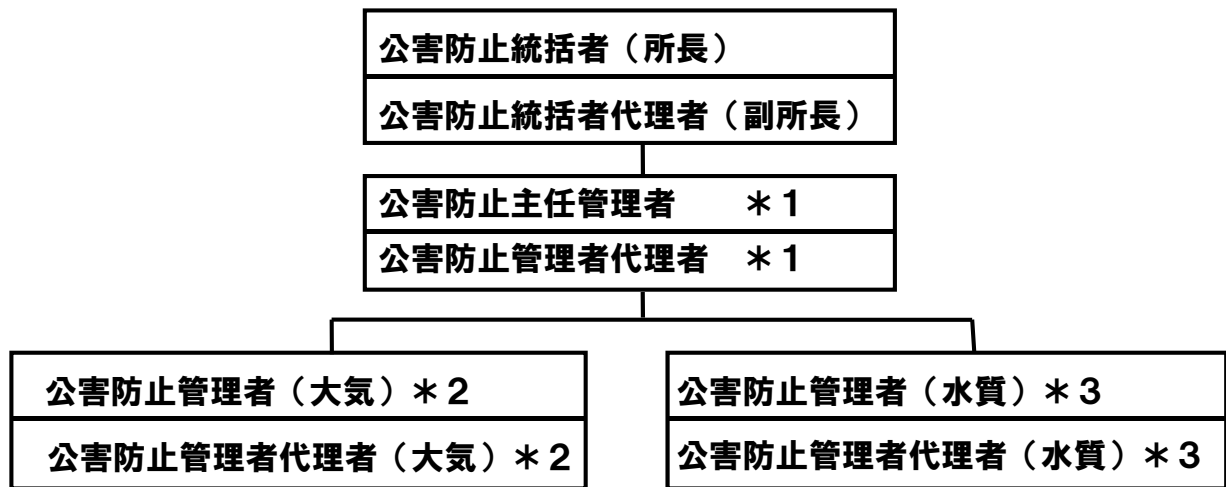 公害防止統括者（所長）
公害防止統括者代理者（副所長）
公害防止主任管理者　　＊１
公害防止管理者代理者　＊１
公害防止管理者（大気）＊２
公害防止管理者代理者（大気）＊２
公害防止管理者（水質）＊３
公害防止管理者代理者（水質）＊３